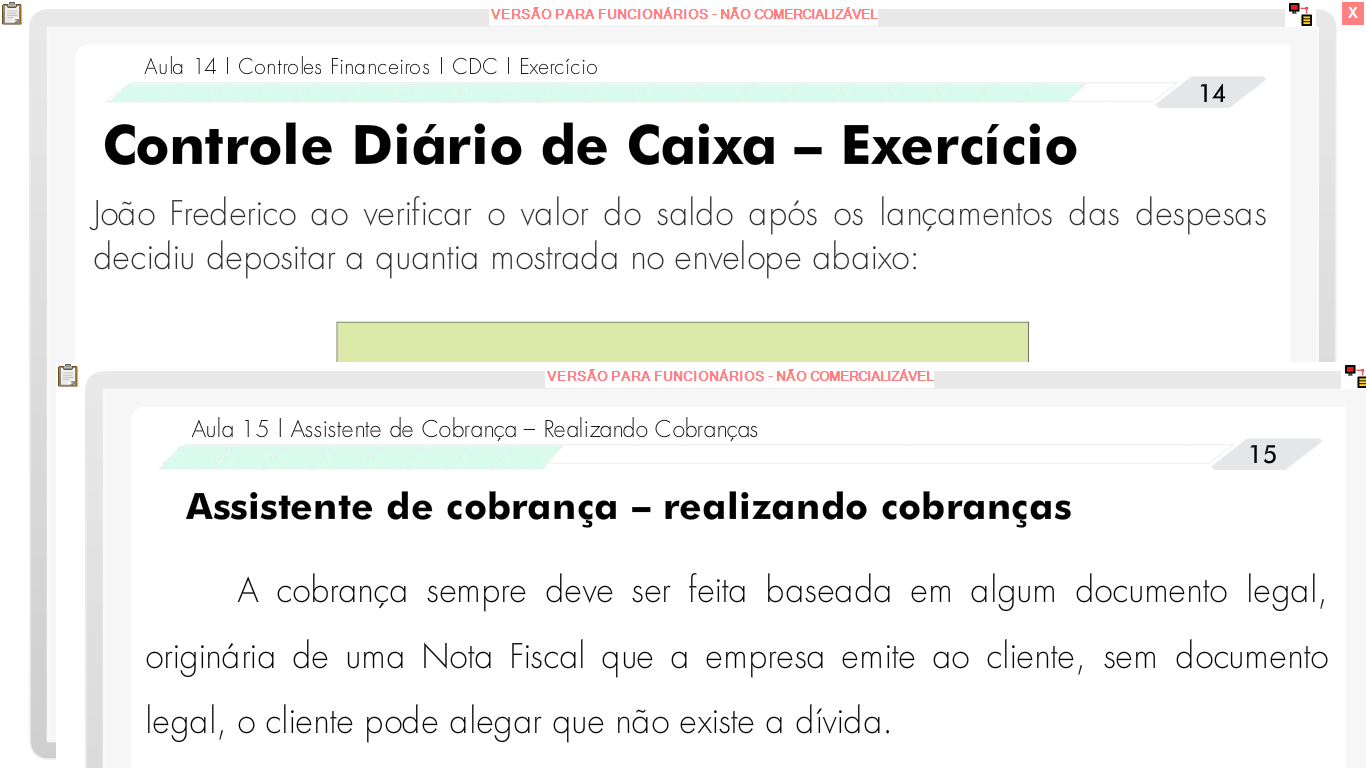 VERSÃO PARA FUNCIONÁRIOS - NÃO COMERCIALIZÁVEL
X
Aula 14 l Controles Financeiros l CDC l Exercício
14
Controle Diário de Caixa – Exercício
João Frederico ao verificar o valor do saldo após os lançamentos das despesas
decidiu depositar a quantia mostrada no envelope abaixo:
VERSÃO PARA FUNCIONÁRIOS - NÃO COMERCIALIZÁVEL
Aula 15 l Assistente de Cobrança – Realizando Cobranças
15
Assistente de cobrança – realizando cobranças
A cobrança sempre deve ser feita baseada em algum documento legal,
originária de uma Nota Fiscal que a empresa emite ao cliente, sem documento
legal, o cliente pode alegar que não existe a dívida.